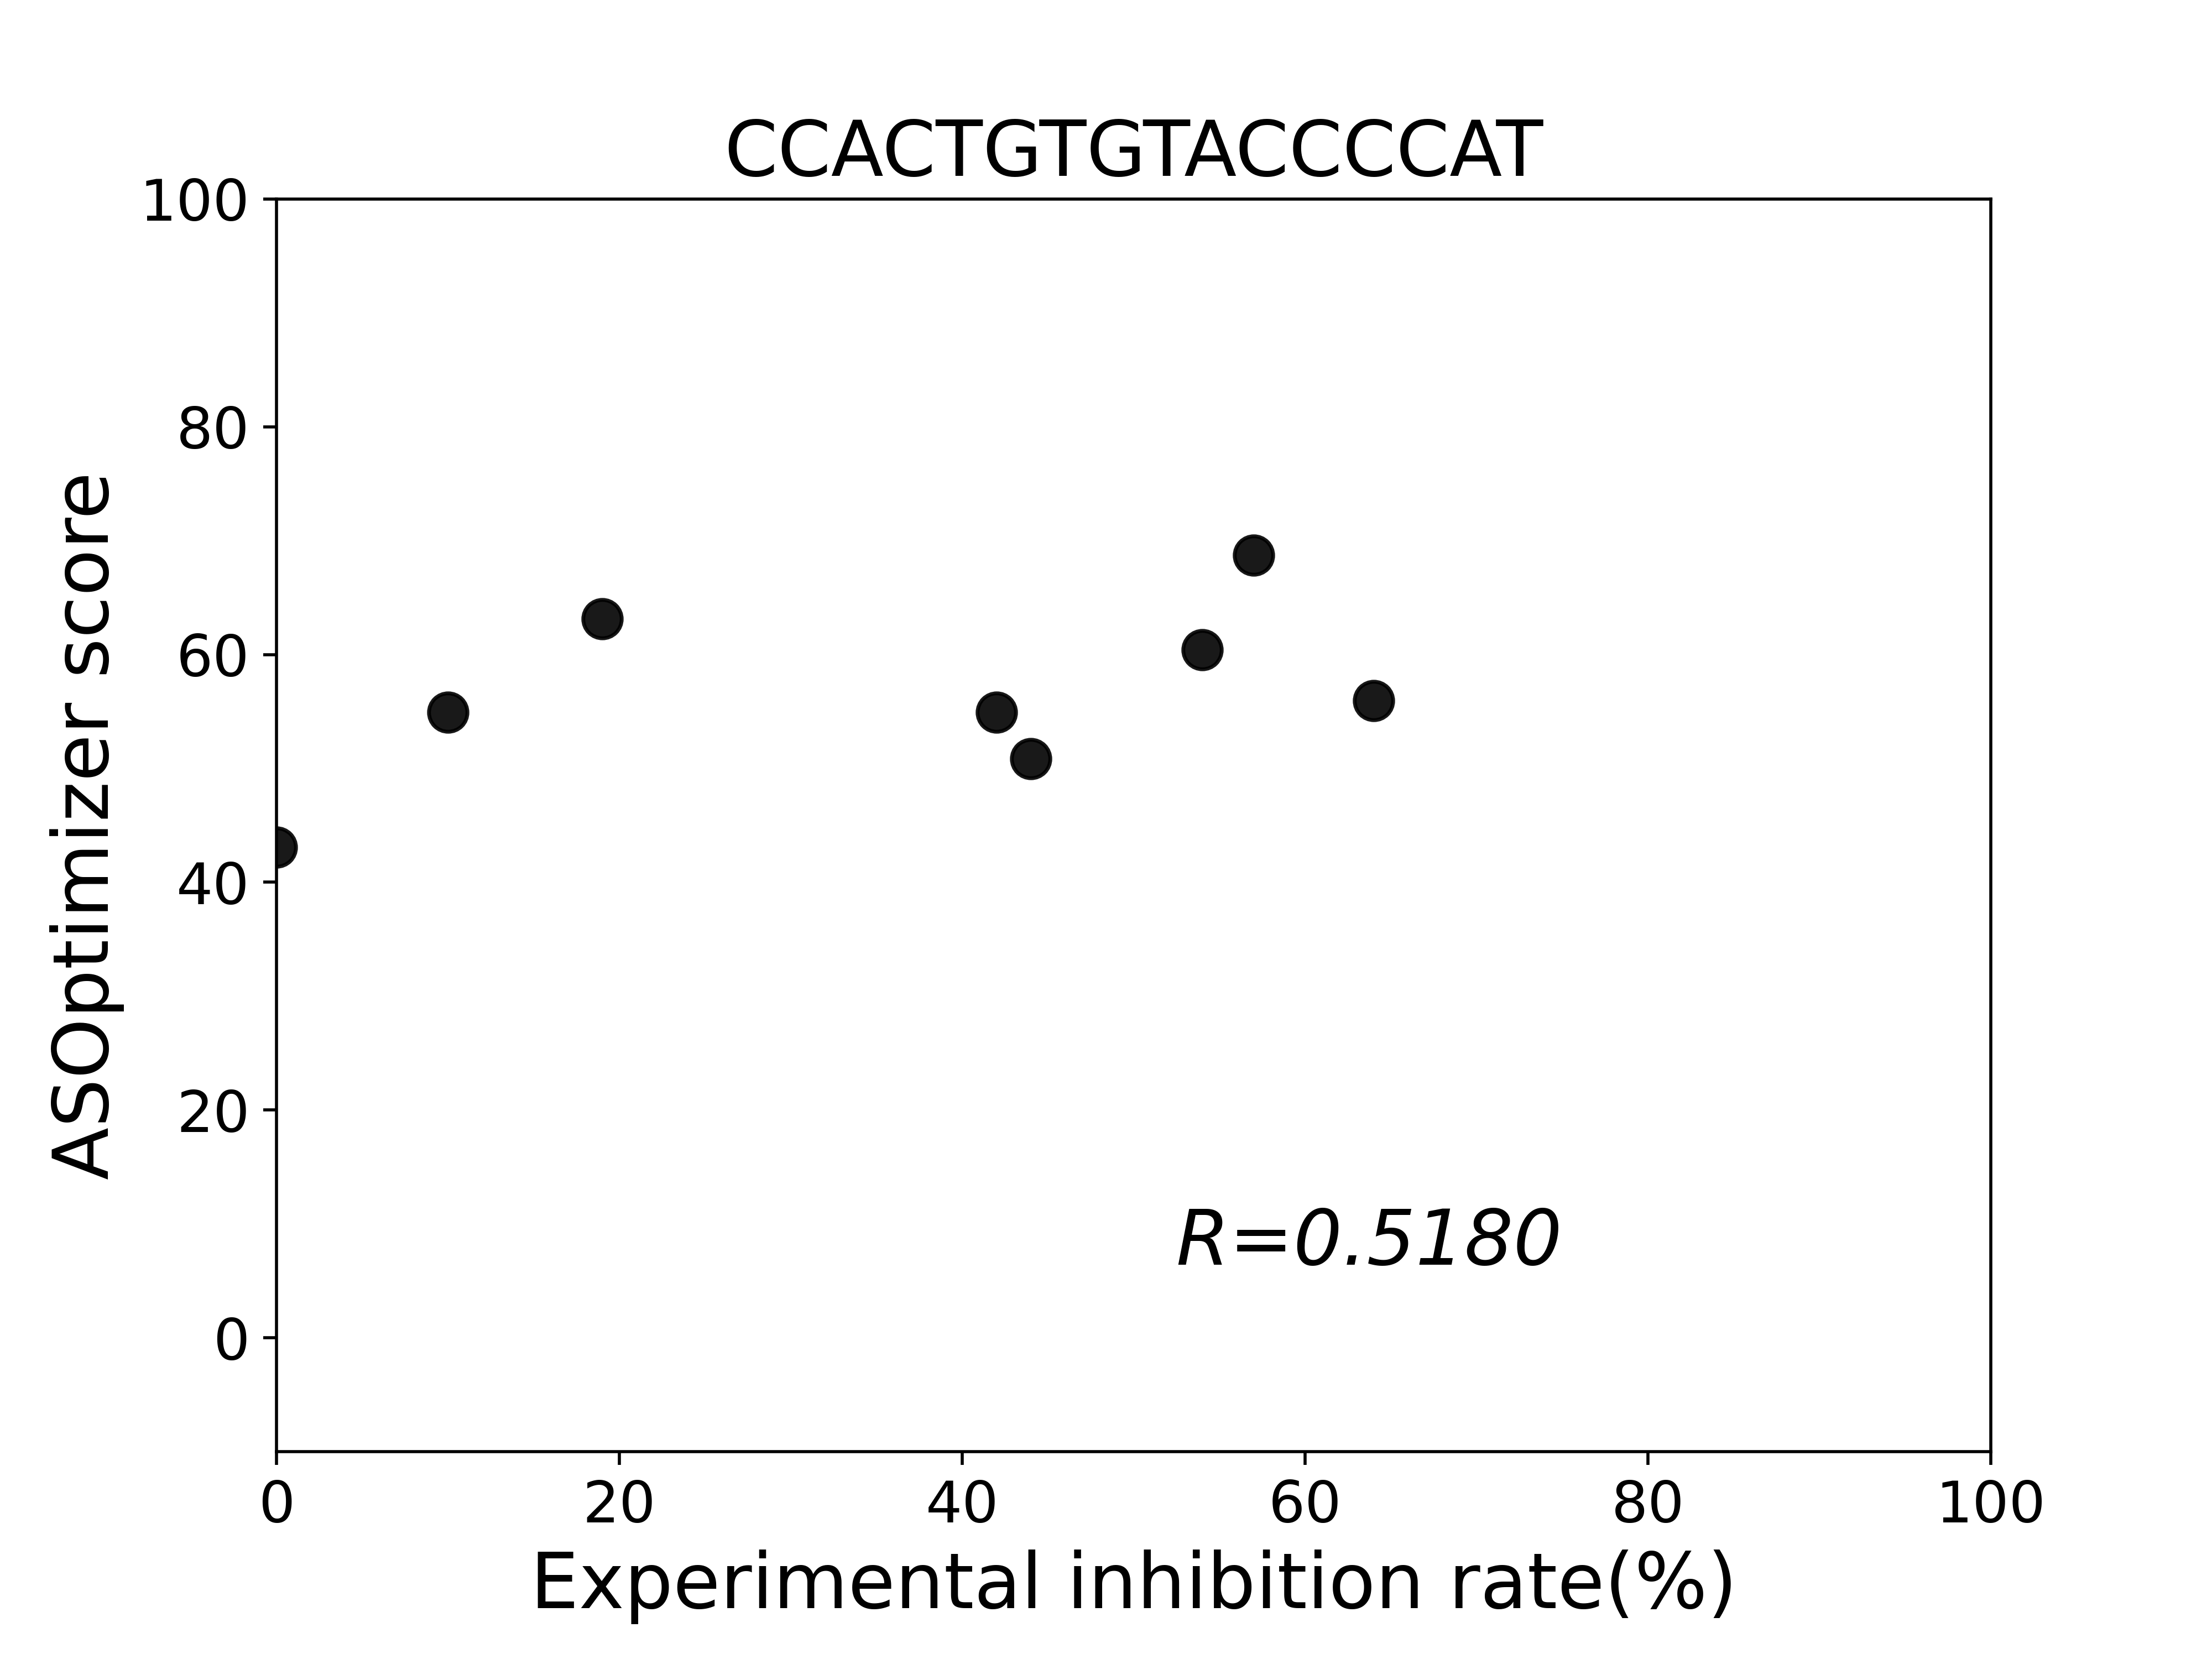 CCACTGTGTACCCCCAT
100
80
60
40
20
0
ASOptimizer score
R=0.5180
0 20 40 60 80 100
Experimental inhibition rate(%)